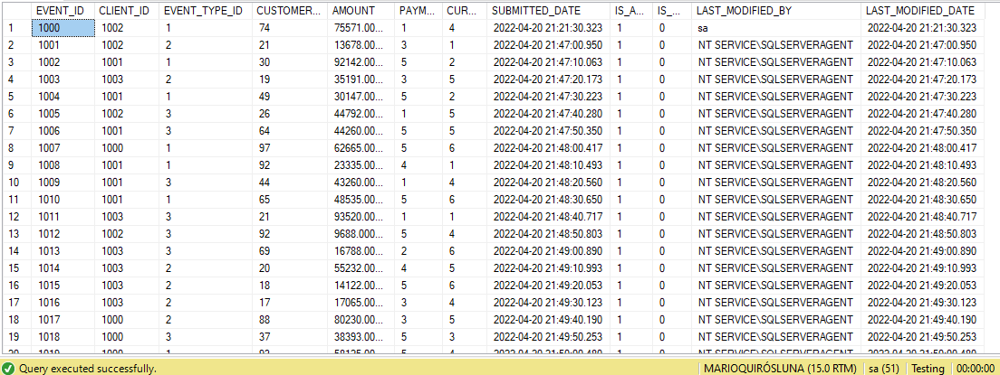 EVENT_ID CLIENT_ID EVENT_TYPE_ID CUSTOMER... AMOUNT PAYM... CUR... SUBMITTED_DATE IS_A... IS_... LAST_MODIFIED_BY LAST_MODIFIED_DATE
1 1000 1002 1 74 75571.00... 1 4 2022-04-20 21:21:30.323 1 0 sa 2022-04-20 21:21:30.323
2 1001 1002 2 21 13678.00... 3 1 2022-04-20 21:47:00.950 1 0 NT SERVICE\SQLSERVERAGENT 2022-04-20 21:47:00.950
3 1002 1001 1 30 92142.00... 5 2 2022-04-20 21:47:10.063 1 0 NT SERVICE\SQLSERVERAGENT 2022-04-20 21:47:10.063
4 1003 1003 2 19 35191.00... 3 5 2022-04-20 21:47:20.173 1 0 NT SERVICE\SQLSERVERAGENT 2022-04-20 21:47:20.173
5 1004 1001 1 49 30147.00... 5 2 2022-04-20 21:47:30.223 1 0 NT SERVICE\SQLSERVERAGENT 2022-04-20 21:47:30.223
6 1005 1002 3 26 44792.00... 1 5 2022-04-20 21:47:40.280 1 0 NT SERVICE\SQLSERVERAGENT 2022-04-20 21:47:40.280
7 1006 1001 3 64 44260.00... 5 5 2022-04-20 21:47:50.350 1 0 NT SERVICE\SQLSERVERAGENT 2022-04-20 21:47:50.350
8 1007 1000 1 97 62665.00... 5 6 2022-04-20 21:48:00.417 1 0 NT SERVICE\SQLSERVERAGENT 2022-04-20 21:48:00.417
9 1008 1001 1 92 23335.00... 4 1 2022-04-20 21:48:10.493 1 0 NT SERVICE\SQLSERVERAGENT 2022-04-20 21:48:10.493
10 1009 1001 3 44 43260.00... 1 4 2022-04-20 21:48:20.560 1 0 NT SERVICE\SQLSERVERAGENT 2022-04-20 21:48:20.560
11 1010 1001 1 65 48535.00... 5 6 2022-04-20 21:48:30.650 1 0 NT SERVICE\SQLSERVERAGENT 2022-04-20 21:48:30.650
12 1011 1003 3 21 93520.00... 1 1 2022-04-20 21:48:40.717 1 0 NT SERVICE\SQLSERVERAGENT 2022-04-20 21:48:40.717
13 1012 1002 3 92 9688.000... 5 4 2022-04-20 21:48:50.803 1 0 NT SERVICE\SQLSERVERAGENT 2022-04-20 21:48:50.803
14 1013 1003 3 69 16788.00... 2 6 2022-04-20 21:49:00.890 1 0 NT SERVICE\SQLSERVERAGENT 2022-04-20 21:49:00.890
15 1014 1003 2 20 55232.00... 4 5 2022-04-20 21:49:10.993 1 0 NT SERVICE\SQLSERVERAGENT 2022-04-20 21:49:10.993
16 1015 1003 2 18 14122.00... 5 6 2022-04-20 21:49:20.053 1 0 NT SERVICE\SQLSERVERAGENT 2022-04-20 21:49:20.053
17 1016 1003 2 17 17065.00... 3 4 2022-04-20 21:49:30.123 1 0 NT SERVICE\SQLSERVERAGENT 2022-04-20 21:49:30.123
18 1017 1000 2 88 80230.00... 3 5 2022-04-20 21:49:40.190 1 0 NT SERVICE\SQLSERVERAGENT 2022-04-20 21:49:40.190
19 1018 1000 3 37 38393.00... 5 3 2022-04-20 21:49:50.253 1 0 NT SERVICE\SQLSERVERAGENT 2022-04-20 21:49:50.253
20 1019 1000 1 1 0 NT SERVICE\SQLSERVERAGENT
Query executed successfully. MARIOQUIRÓSLUNA (15.0 RTM) sa (51) Testing 00:00:00